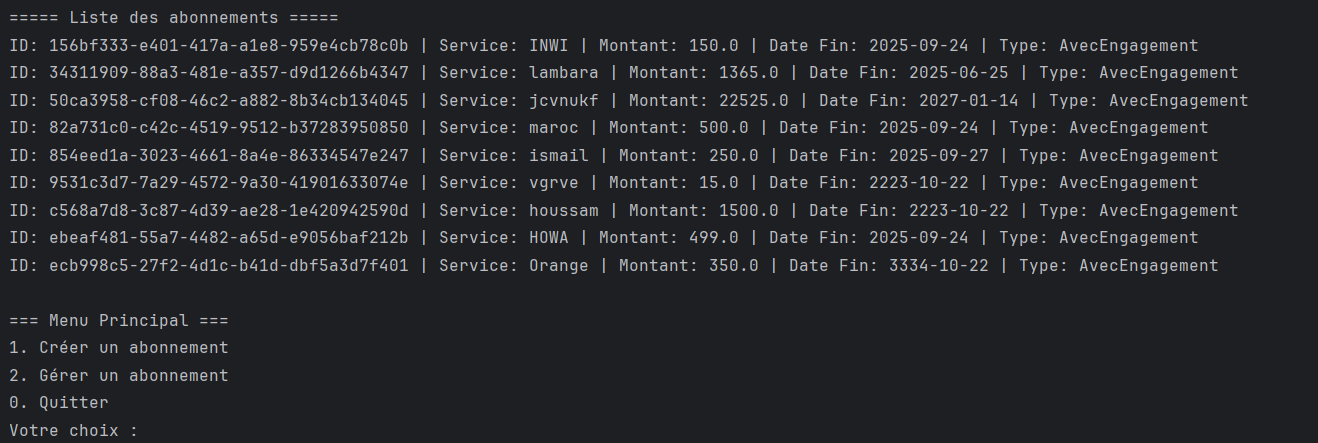 ===== Liste des abonnements =====
ID: 156bf333-e401-417a-a1e8-959e4cb78c0b | Service: INWI | Montant: 150.0 | Date Fin: 2025-09-24 | Type: AvecEngagement
ID: 34311909-88a3-481e-a357-d9d1266b4347 | Service: lambara | Montant: 1365.0 | Date Fin: 2025-06-25 | Type: AvecEngagement
ID: 50ca3958-cf08-46c2-a882-8b34cb134045 | Service: jcvnukf | Montant: 22525.0 | Date Fin: 2027-01-14 | Type: AvecEngagement
ID: 82a731c0-c42c-4519-9512-b37283950850 | Service: maroc | Montant: 500.0 | Date Fin: 2025-09-24 | Type: AvecEngagement
ID: 854eed1a-3023-4661-8a4e-86334547e247 | Service: ismail | Montant: 250.0 | Date Fin: 2025-09-27 | Type: AvecEngagement
ID: 9531c3d7-7a29-4572-9a30-41901633074e | Service: vgrve | Montant: 15.0 | Date Fin: 2223-10-22 | Type: AvecEngagement
ID: c568a7d8-3c87-4d39-ae28-1e420942590d | Service: houssam | Montant: 1500.0 | Date Fin: 2223-10-22 | Type: AvecEngagement
ID: ebeaf481-55a7-4482-a65d-e9056baf212b | Service: HOWA | Montant: 499.0 | Date Fin: 2025-09-24 | Type: AvecEngagement
ID: ecb998c5-27f2-4d1c-b41d-dbf5a3d7f401 | Service: Orange | Montant: 350.0 | Date Fin: 3334-10-22 | Type: AvecEngagement
=== Menu Principal ===
1. Créer un abonnement
2. Gérer un abonnement
0. Quitter
Votre choix :